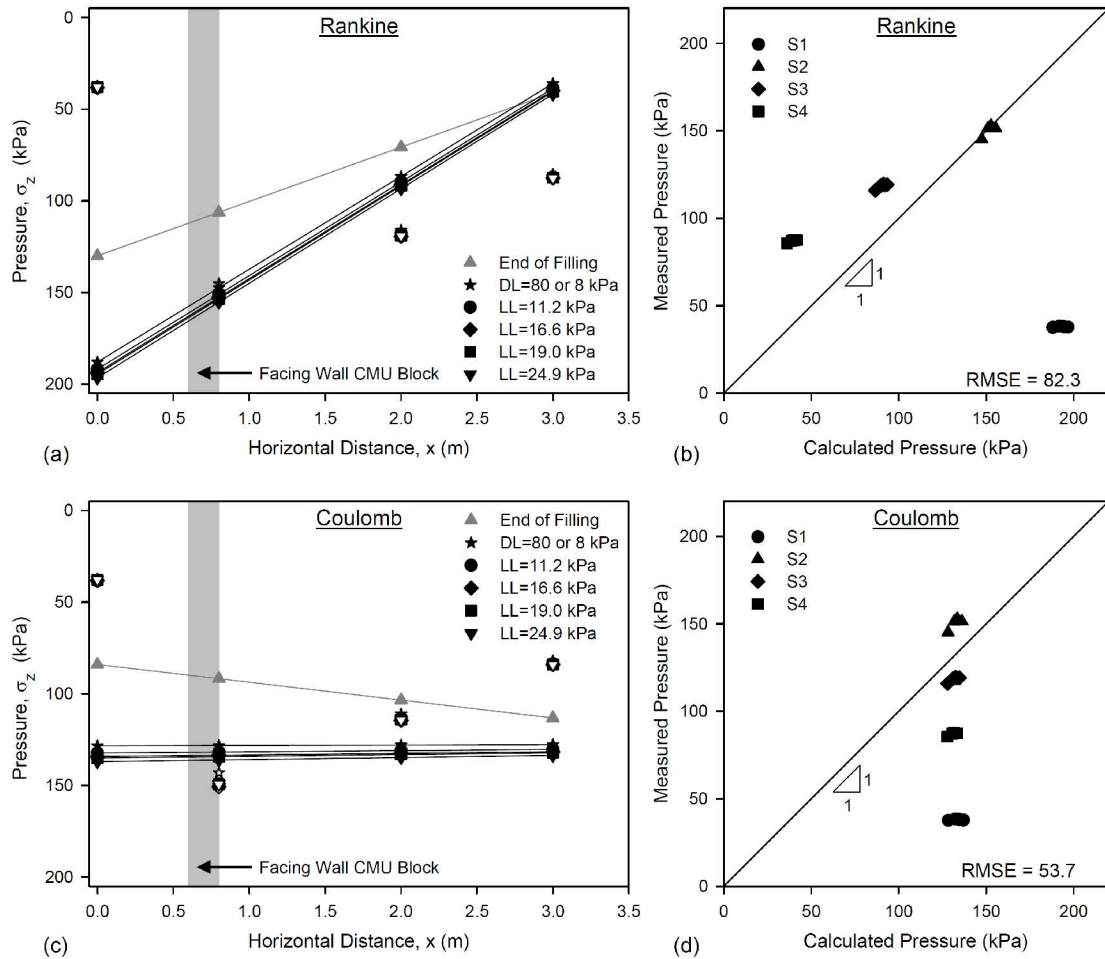 Rankine
0
50
100
150
200
Pressure, σz (kPa)
End of Filling
DL=80 or 8 kPa
LL=11.2 kPa
LL=16.6 kPa
LL=19.0 kPa
LL=24.9 kPa
Facing Wall CMU Block
0.0 0.5 1.0 1.5 2.0 2.5 3.0 3.5
Horizontal Distance, x (m)
(a)
Rankine
S1
S2
S3
S4
200
150
100
50
0
Measured Pressure (kPa)
1
1
RMSE = 82.3
0 50 100 150 200
Calculated Pressure (kPa)
(b)
Coulomb
0
50
100
150
200
Pressure, σz (kPa)
End of Filling
DL=80 or 8 kPa
LL=11.2 kPa
LL=16.6 kPa
LL=19.0 kPa
LL=24.9 kPa
Facing Wall CMU Block
0.0 0.5 1.0 1.5 2.0 2.5 3.0 3.5
Horizontal Distance, x (m)
(c)
Coulomb
S1
S2
S3
S4
200
150
100
50
0
Measured Pressure (kPa)
1
1
RMSE = 53.7
0 50 100 150 200
Calculated Pressure (kPa)
(d)